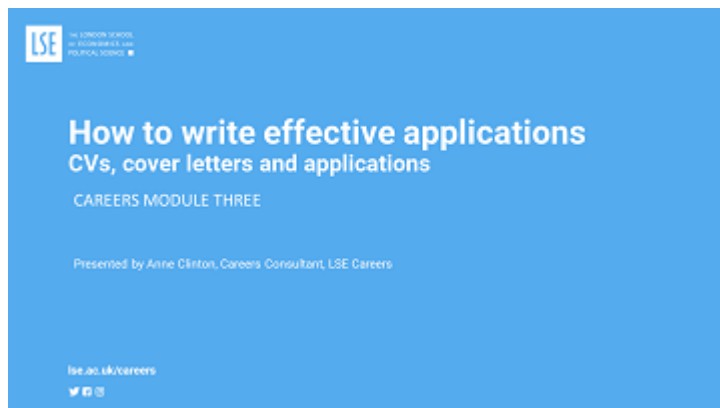 LSE
THE LONDON SCHOOL
OF ECONOMICS AND
POLITICAL SCIENCE
How to write effective applications
CVs, cover letters and applications
CAREERS MODULE THREE
Presented by Anne Clinton, Careers Consultant, LSE Careers
lse.ac.uk/careers